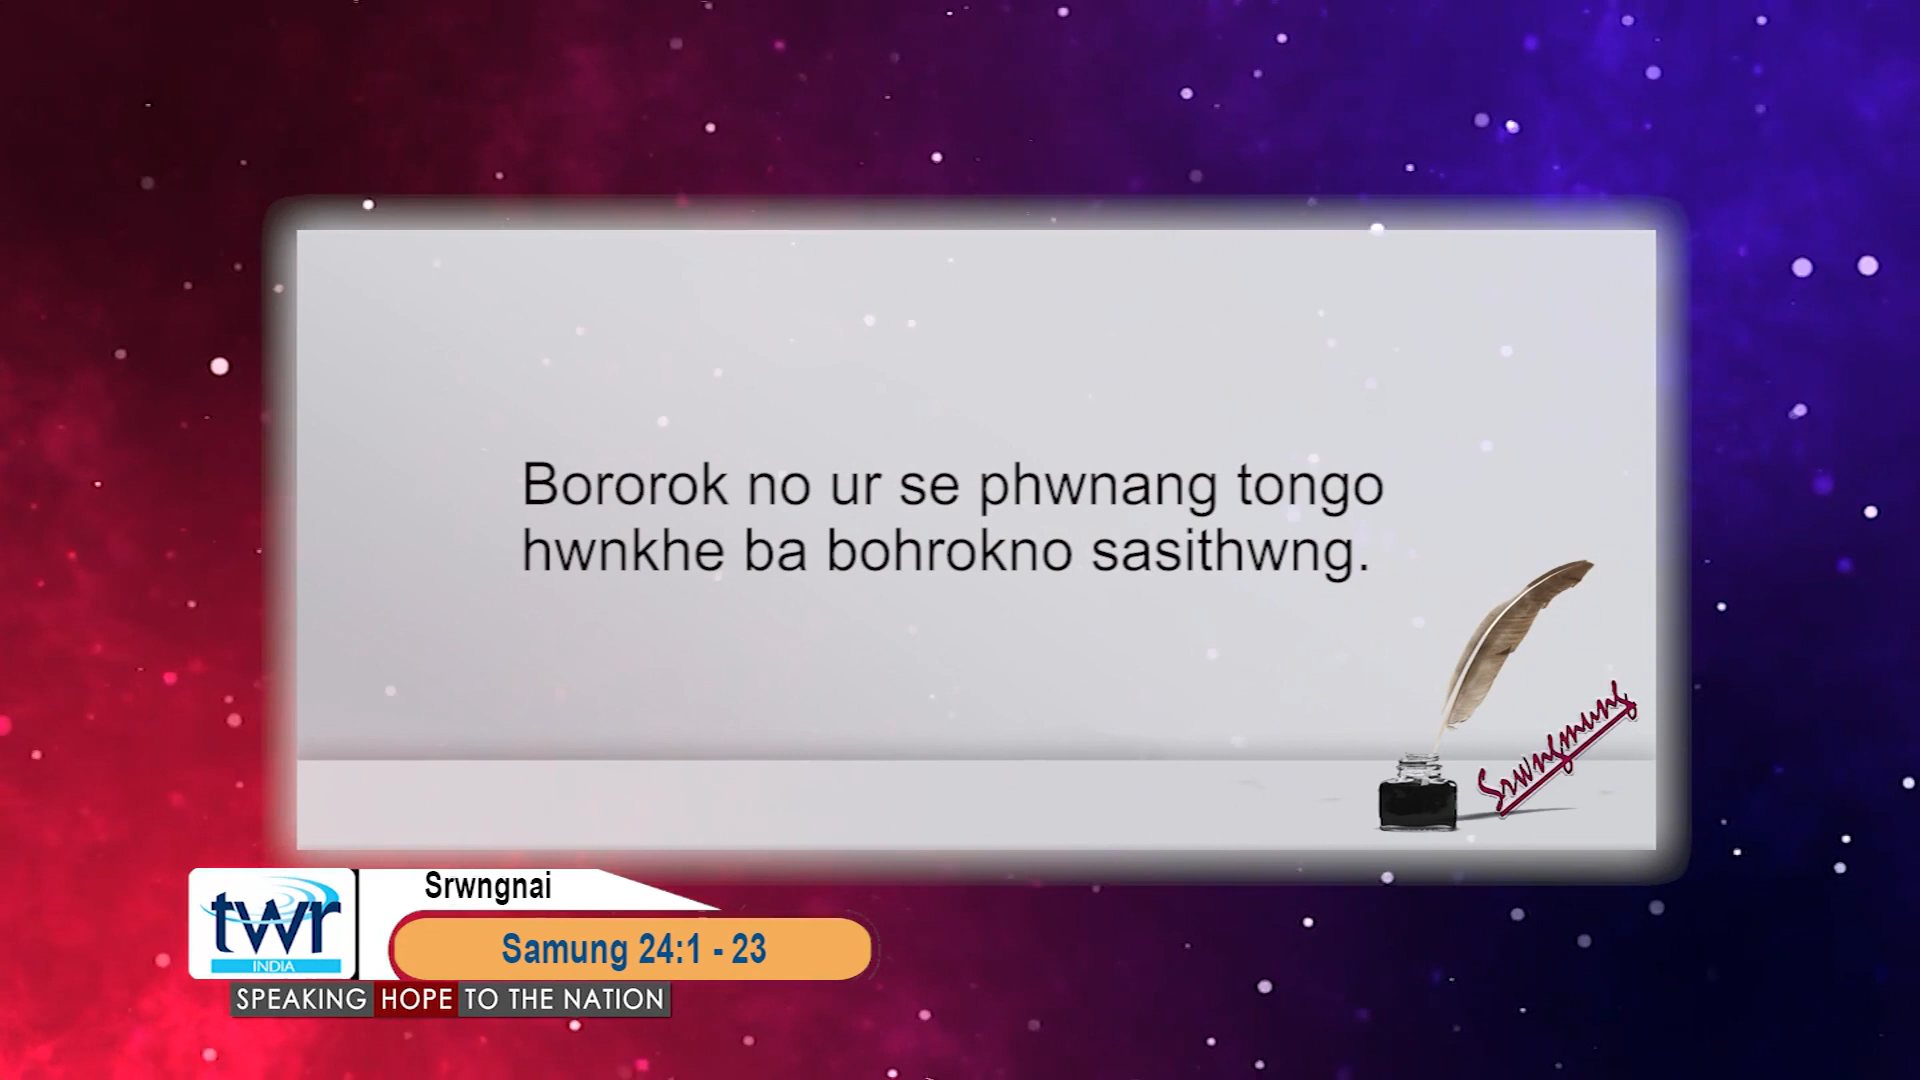 Bororok no ur se phwnang tongo
hwnkhe ba bohrokno sasithwng.
Srwngmung
twr
INDIA
Srwngnai
Samung 24:1 - 23
SPEAKING HOPE TO THE NATION